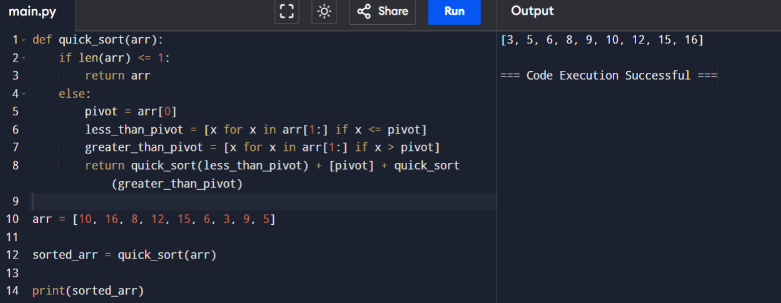 main.py
Share
Run
Output
1 def quick_sort(arr):
2 if len(arr) <= 1:
3 return arr
4 else:
5 pivot = arr[0]
6 less_than_pivot = [x for x in arr[1:] if x <= pivot]
7 greater_than_pivot = [x for x in arr[1:] if x > pivot]
8 return quick_sort(less_than_pivot) + [pivot] + quick_sort
(greater_than_pivot)
9
10 arr = [10, 16, 8, 12, 15, 6, 3, 9, 5]
11
12 sorted_arr = quick_sort(arr)
13
14 print(sorted_arr)
[3, 5, 6, 8, 9, 10, 12, 15, 16]
=== Code Execution Successful ===